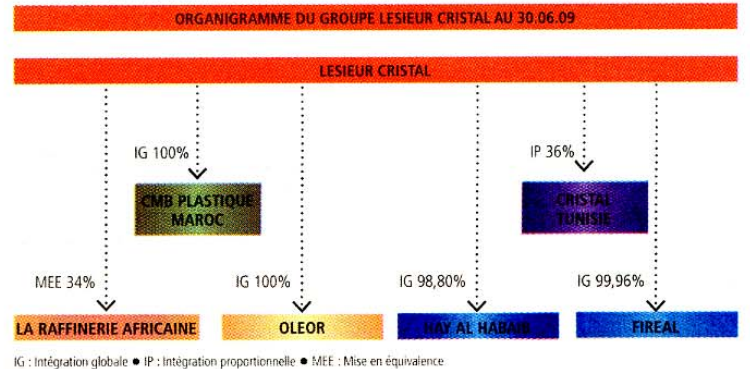 ORGANIGRAMME DU GROUPE LESIEUR CRISTAL AU 30.06.09
LESIEUR CRISTAL
IG 100%
IP 36%
CMB PLASTIQUE
MAROC
CRISTAL
TUNISIE
MEE 34%
IG 100%
IG 98,80%
IG 99,96%
LA RAFFINERIE AFRICAINE
OLEOR
HAY AL HABAIB
FIREAL
IG : Intégration globale ● IP : Intégration proportionnelle ● MEE : Mise en équivalence